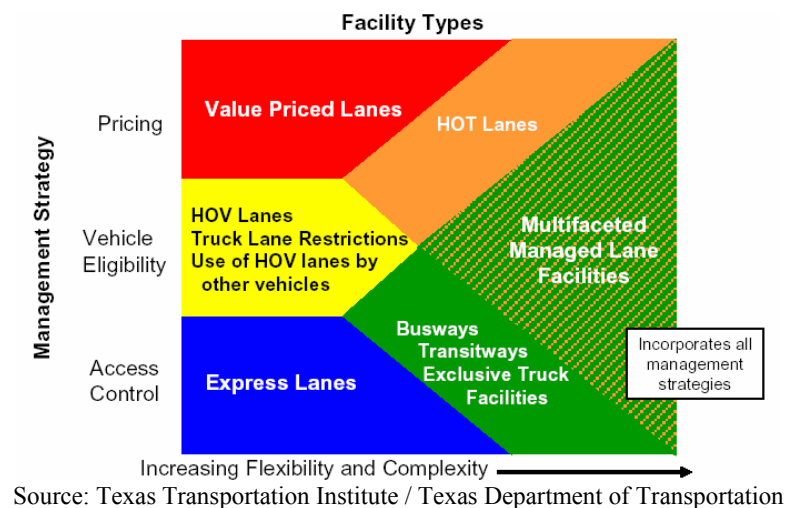 Facility Types
Management Strategy
Pricing
Value Priced Lanes
HOT Lanes
Vehicle
Eligibility
HOV Lanes
Truck Lane Restrictions
Use of HOV lanes by
other vehicles
Multifaceted
Managed Lane
Facilities
Access
Control
Express Lanes
Busways
Transitways
Exclusive Truck
Facilities
Incorporates all
management
strategies
Increasing Flexibility and Complexity
Source: Texas Transportation Institute / Texas Department of Transportation